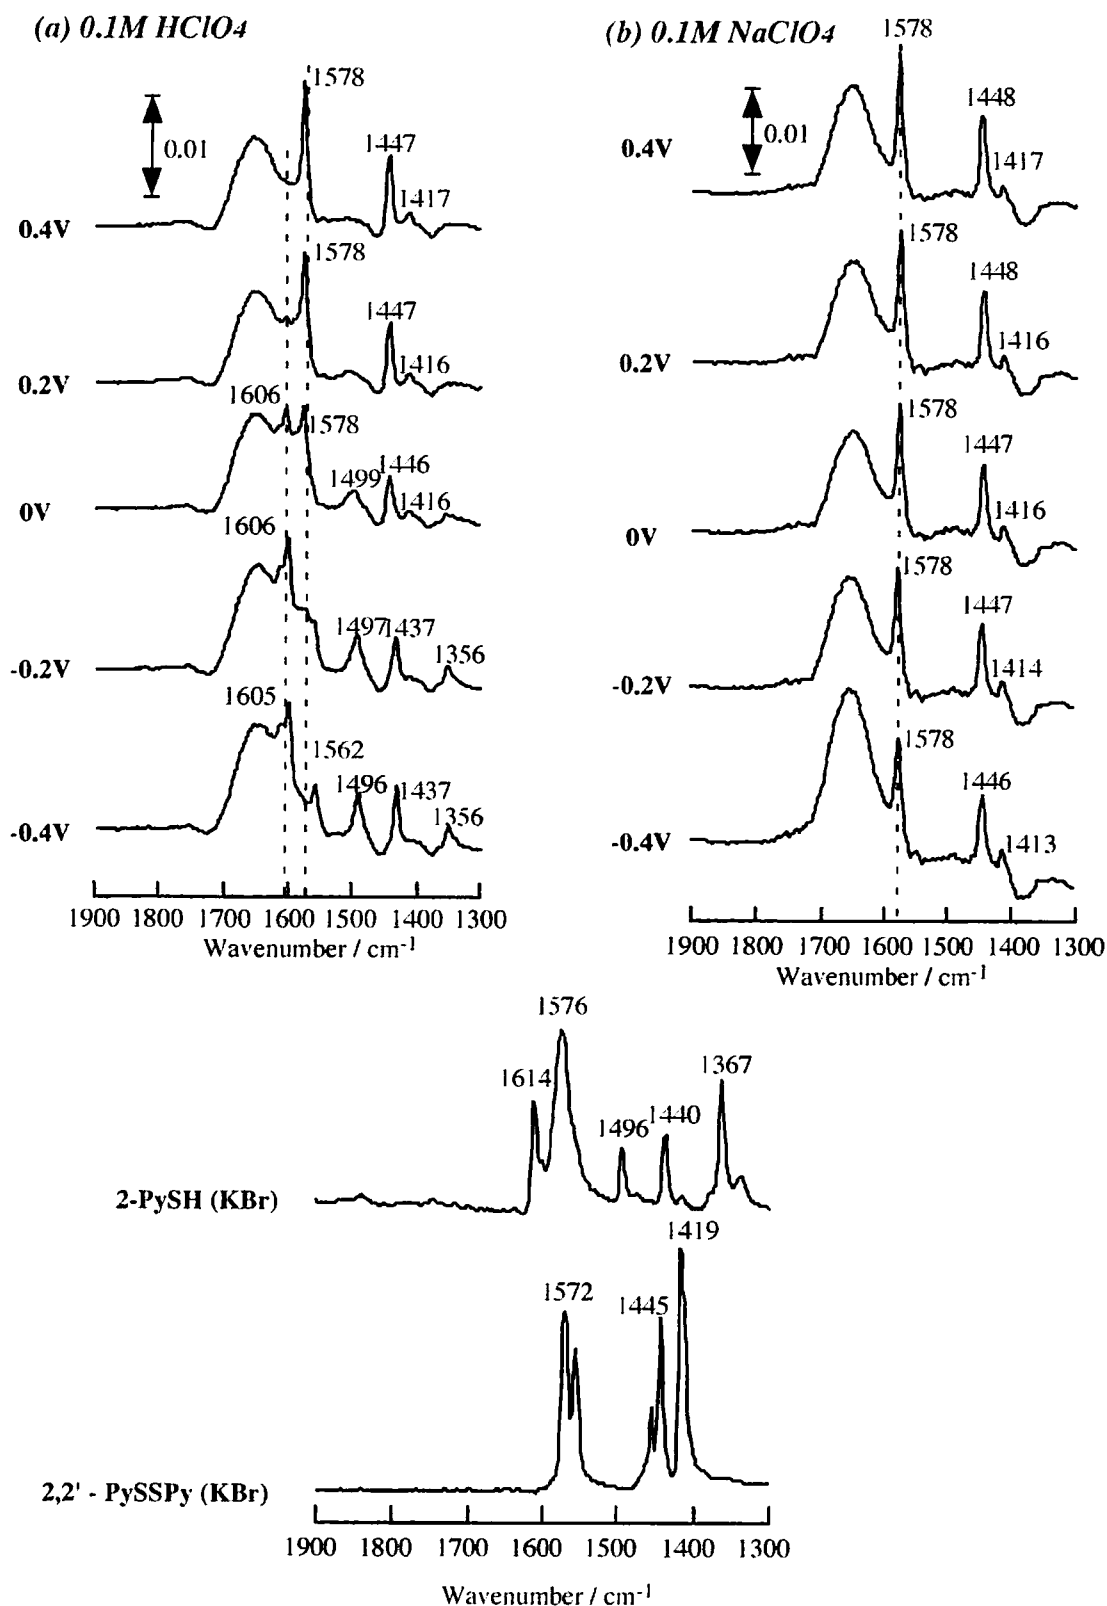 (a) 0.1M HClO4
1578
0.01
1447
1417
0.4V
1578
1447
1416
0.2V
1606
1578
1499
1446
1416
0V
1606
1497
1437
1356
-0.2V
1605
1562
1496
1437
1356
-0.4V
1900 1800 1700 1600 1500 1400 1300
Wavenumber / cm-1
(b) 0.1M NaClO4
1578
0.01
1448
1417
0.4V
1578
1448
1416
0.2V
1578
1447
1416
0V
1578
1447
1414
-0.2V
1578
1446
1413
-0.4V
1900 1800 1700 1600 1500 1400 1300
Wavenumber / cm-1
1576
1614
1496
1440
1367
2-PySH (KBr)
1419
1572
1445
2,2' - PySSPy (KBr)
1900 1800 1700 1600 1500 1400 1300
Wavenumber / cm-1